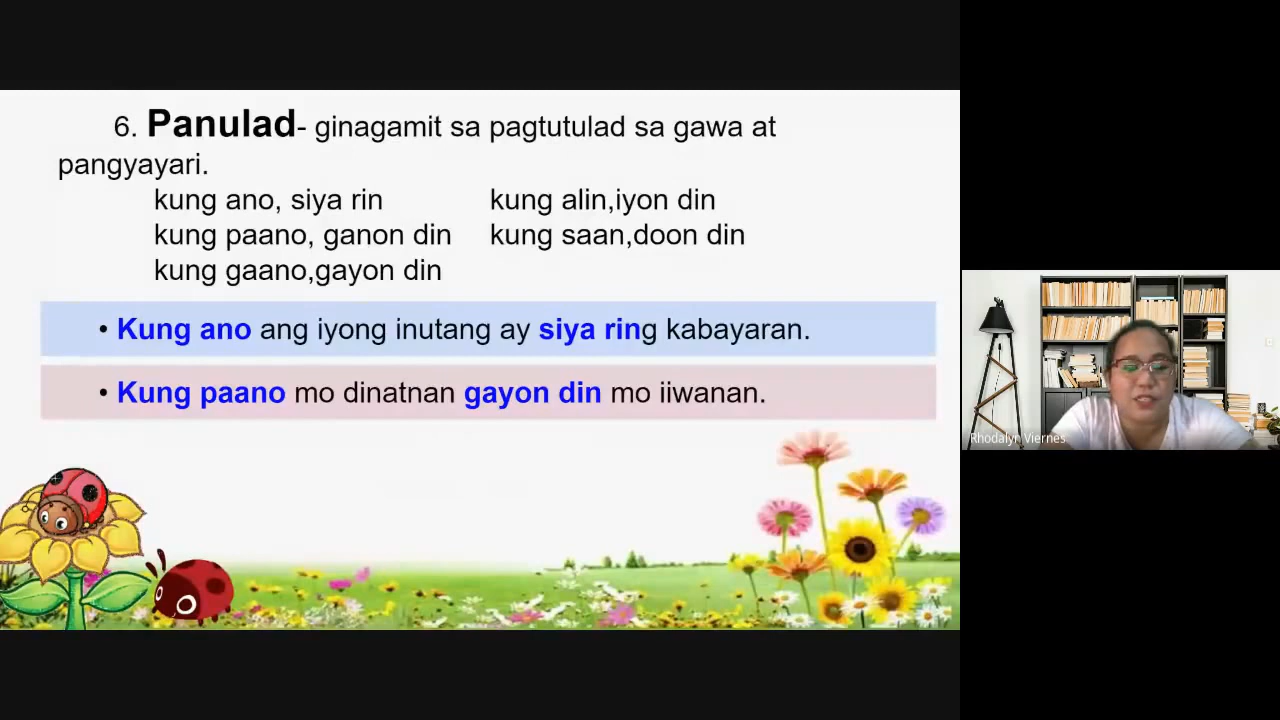 6. Panulad- ginagamit sa pagtutulad sa gawa at
pangyayari.
kung ano, siya rin kung alin,iyon din
kung paano, ganon din kung saan,doon din
kung gaano,gayon din
• Kung ano ang iyong inutang ay siya ring kabayaran.
• Kung paano mo dinatnan gayon din mo iiwanan.
Rhodalyn Viernes